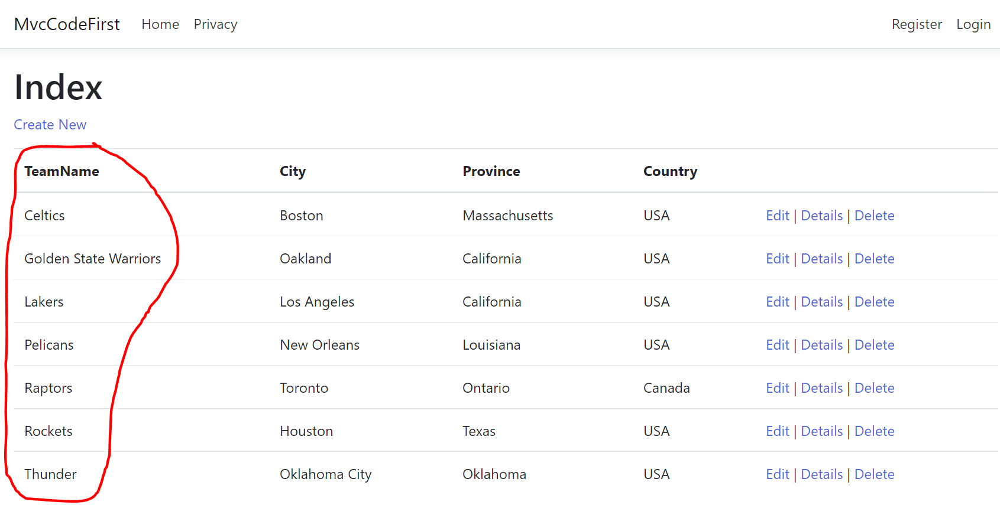 MvcCodeFirst Home Privacy Register Login
Index
Create New
TeamName City Province Country
Celtics Boston Massachusetts USA Edit | Details | Delete
Golden State Warriors Oakland California USA Edit | Details | Delete
Lakers Los Angeles California USA Edit | Details | Delete
Pelicans New Orleans Louisiana USA Edit | Details | Delete
Raptors Toronto Ontario Canada Edit | Details | Delete
Rockets Houston Texas USA Edit | Details | Delete
Thunder Oklahoma City Oklahoma USA Edit | Details | Delete